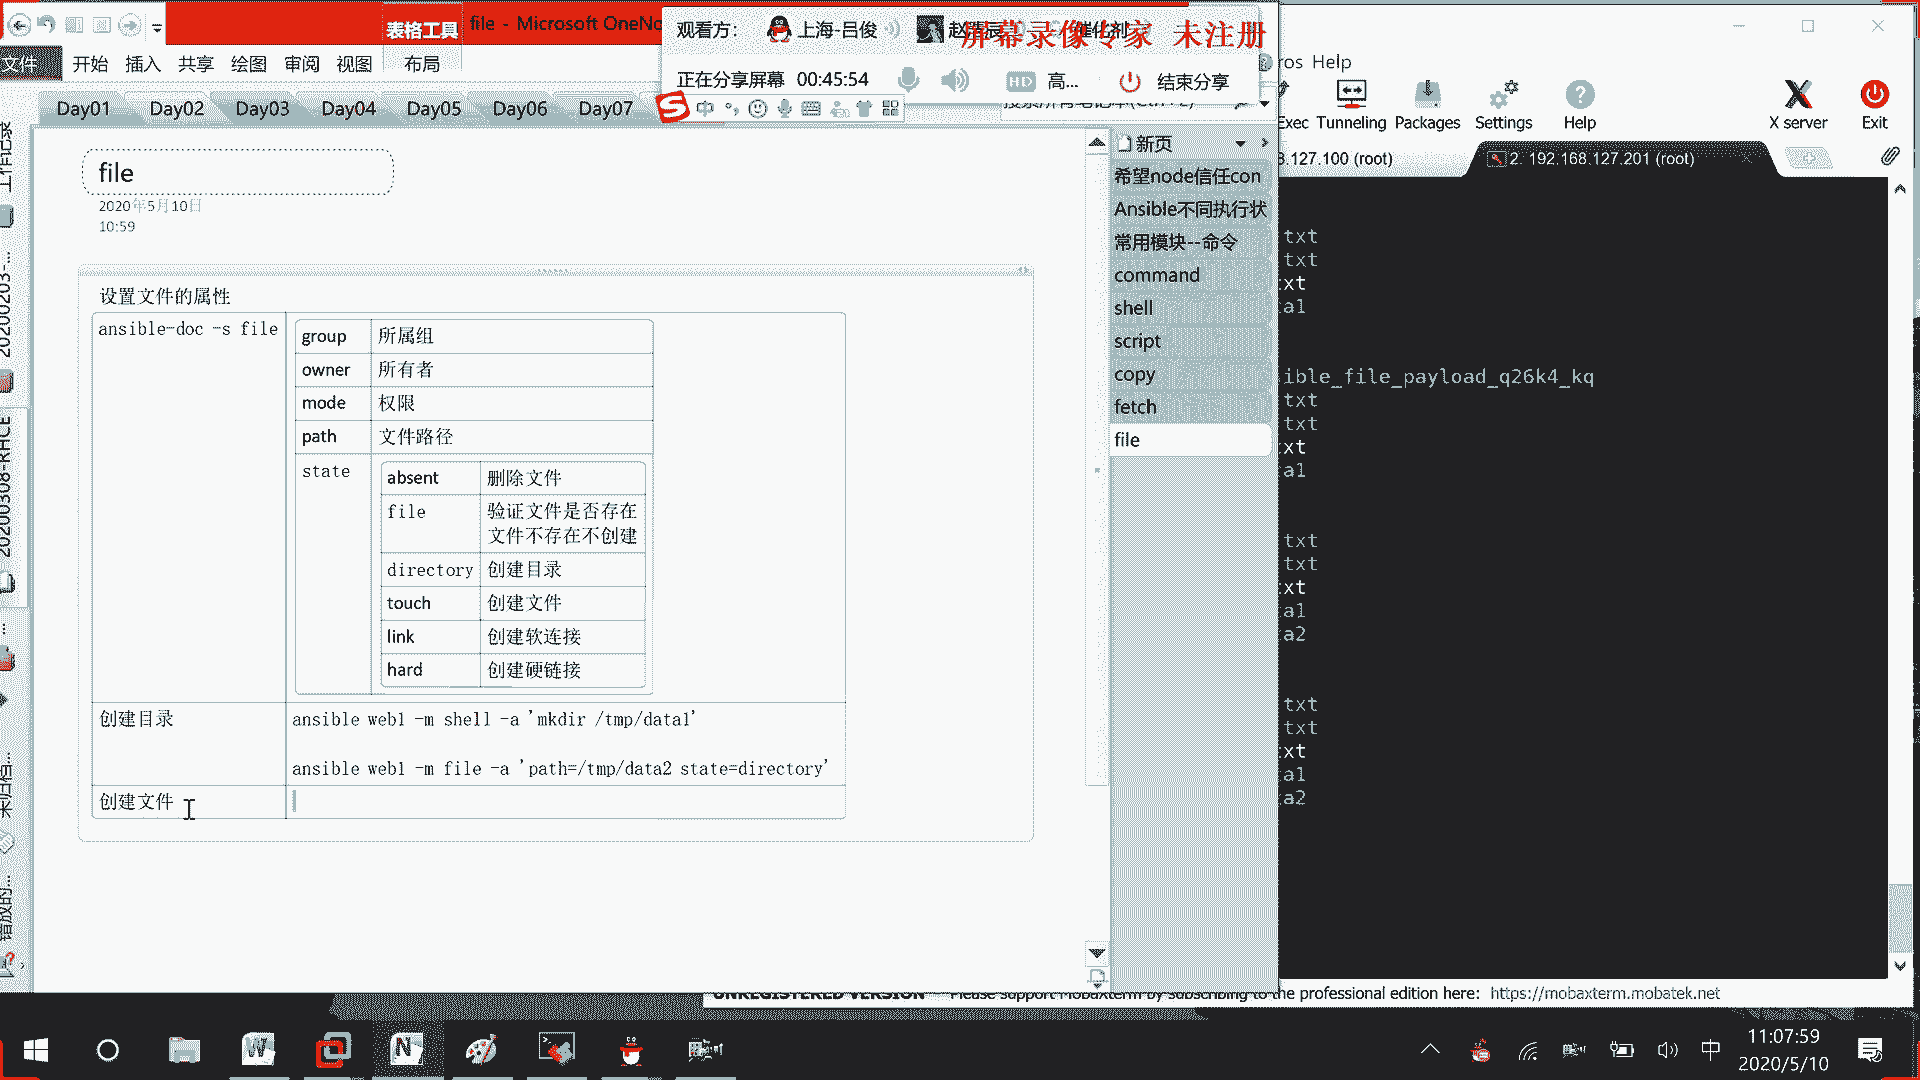 表格工具
file - Microsoft OneNo
观看方：
上海-吕俊
屏幕录像专家 未注册
文件
开始
插入
共享
绘图
审阅
视图
布局
正在分享屏幕 00:45:54
HD 高...
结束分享
Help
Day01
Day02
Day03
Day04
Day05
Day06
Day07
中
Exec
Tunneling
Packages
Settings
Help
X server
Exit
3.127.100 (root)
2. 192.168.127.201 (root)
file
2020年5月10日
10:59
设置文件的属性
ansible-doc -s file
group 所属组
owner 所有者
mode 权限
path 文件路径
state
absent 删除文件
file 验证文件是否存在
文件不存在不创建
directory 创建目录
touch 创建文件
link 创建软连接
hard 创建硬链接
创建目录
ansible web1 -m shell -a 'mkdir /tmp/data1'
ansible web1 -m file -a 'path=/tmp/data2 state=directory'
创建文件
新页
希望node信任con
Ansible不同执行状
常用模块--命令
command
shell
script
copy
fetch
file
txt
txt
xt
a1
ible_file_payload_q26k4_kq
txt
txt
xt
a1
txt
txt
xt
a1
a2
txt
txt
xt
a1
a2
UNREGISTERED VERSION - Please support MobaXterm by subscribing to the professional edition here: https://mobaxterm.mobatek.net
中
11:07:59
2020/5/10